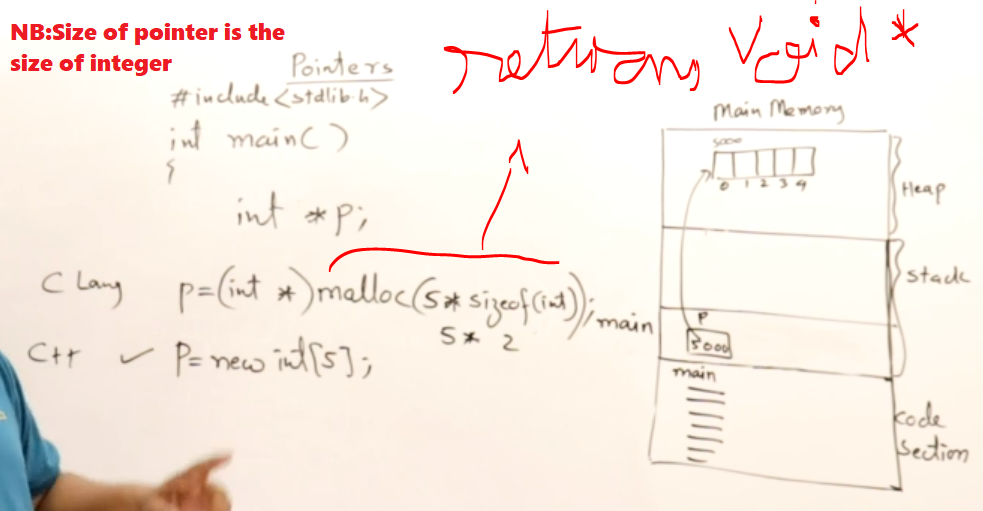 NB:Size of pointer is the
size of integer
returns void *
Pointers
#include <stdlib.h>
int main()
{
int *p;
C Lang p=(int *)malloc(5* sizeof(int));
5* 2
C++ ✓ P=new int[5];
Main Memory
5000
0 1 2 3 4
Heap
Stack
main
P
5000
main
Code
Section